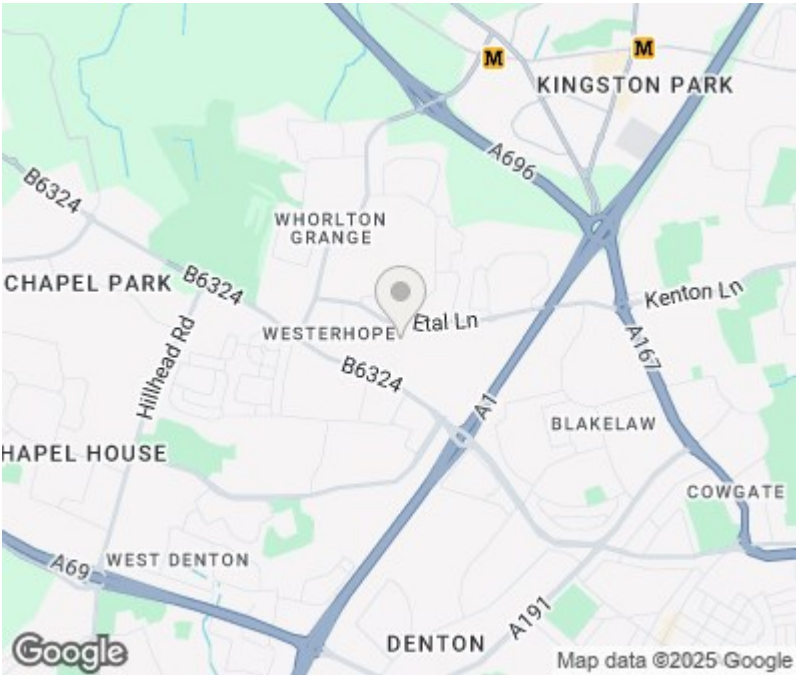 M
M
KINGSTON PARK
A696
B6324
WHORLTON
GRANGE
CHAPEL PARK
B6324
Kenton Ln
Etal Ln
WESTERHOPE
Hillhead Rd
A167
B6324
A1
BLAKELAW
HAPEL HOUSE
COWGATE
A69
WEST DENTON
A191
DENTON
Google
Map data ©2025 Google